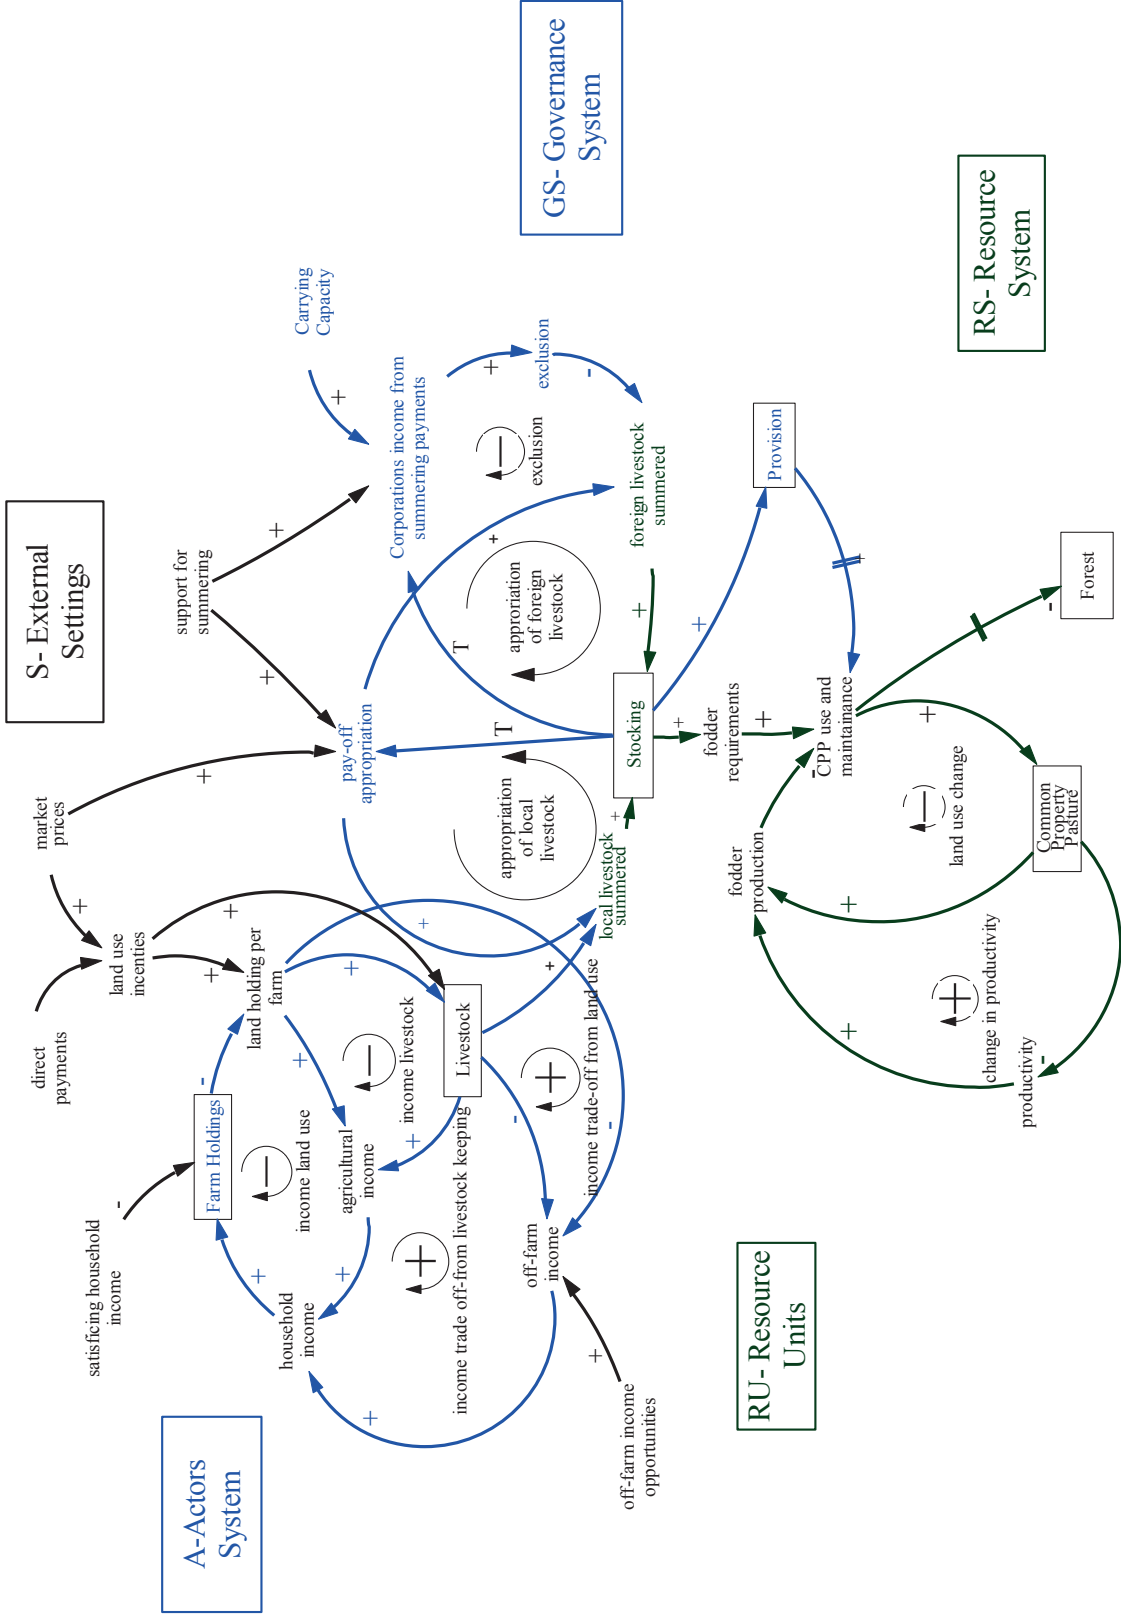 S- External
Settings
A-Actors
System
GS- Governance
System
RU- Resource
Units
RS- Resource
System
satisficing household
income
-
direct
payments
market
prices
+
+
land use
incenties
+
+
support for
summering
+
+
Carrying
Capacity
+
Farm Holdings
-
land holding per
farm
+
+
household
income
+
+
+
income land use
agricultural
income
+
income livestock
Livestock
-
-
+
income trade off-from livestock keeping
income trade-off from land use
off-farm
income
+
off-farm income
opportunities
pay-off
appropriation
+
+
T
T
Corporations income from
summering payments
+
exclusion
-
exclusion
appropriation
of local
livestock
approriation
of foreign
livestock
foreign livestock
summered
+
local livestock
summered
+
Stocking
+
+
fodder
requirements
+
Provision
+
fodder
production
-
CPP use and
maintainance
+
-
Forest
land use change
Common
Property
Pasture
+
+
change in productivity
-
productivity